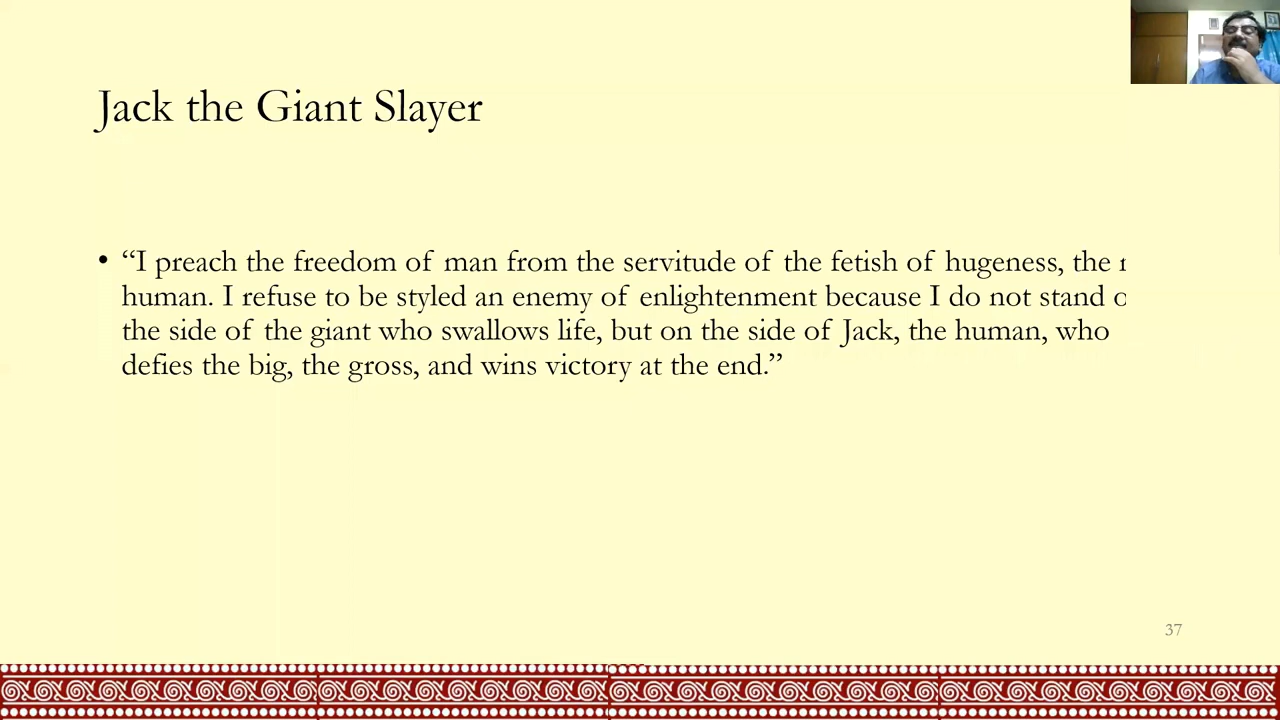 Jack the Giant Slayer
• “I preach the freedom of man from the servitude of the fetish of hugeness, the
human. I refuse to be styled an enemy of enlightenment because I do not stand
the side of the giant who swallows life, but on the side of Jack, the human, who
defies the big, the gross, and wins victory at the end.”
37